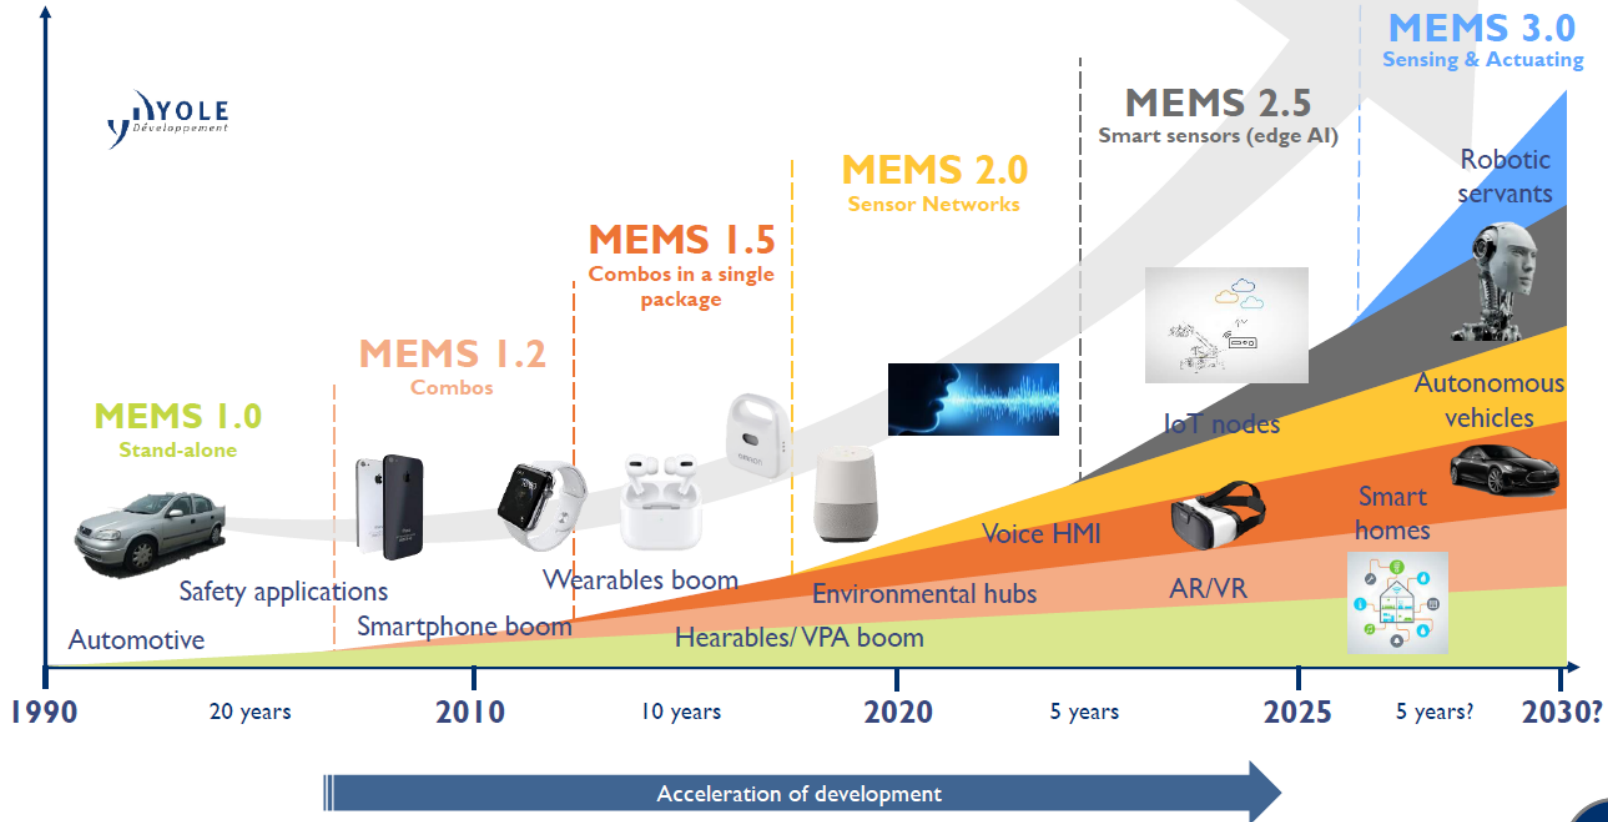 YOLE
Développement
MEMS 3.0
Sensing & Actuating
MEMS 2.5
Smart sensors (edge AI)
MEMS 2.0
Sensor Networks
MEMS 1.5
Combos in a single
package
MEMS 1.2
Combos
MEMS 1.0
Stand-alone
Robotic
servants
Autonomous
vehicles
IoT nodes
Smart
homes
Voice HMI
AR/VR
Environmental hubs
Wearables boom
Hearables/ VPA boom
Smartphone boom
Safety applications
Automotive
1990
20 years
2010
10 years
2020
5 years
2025
5 years?
2030?
Acceleration of development